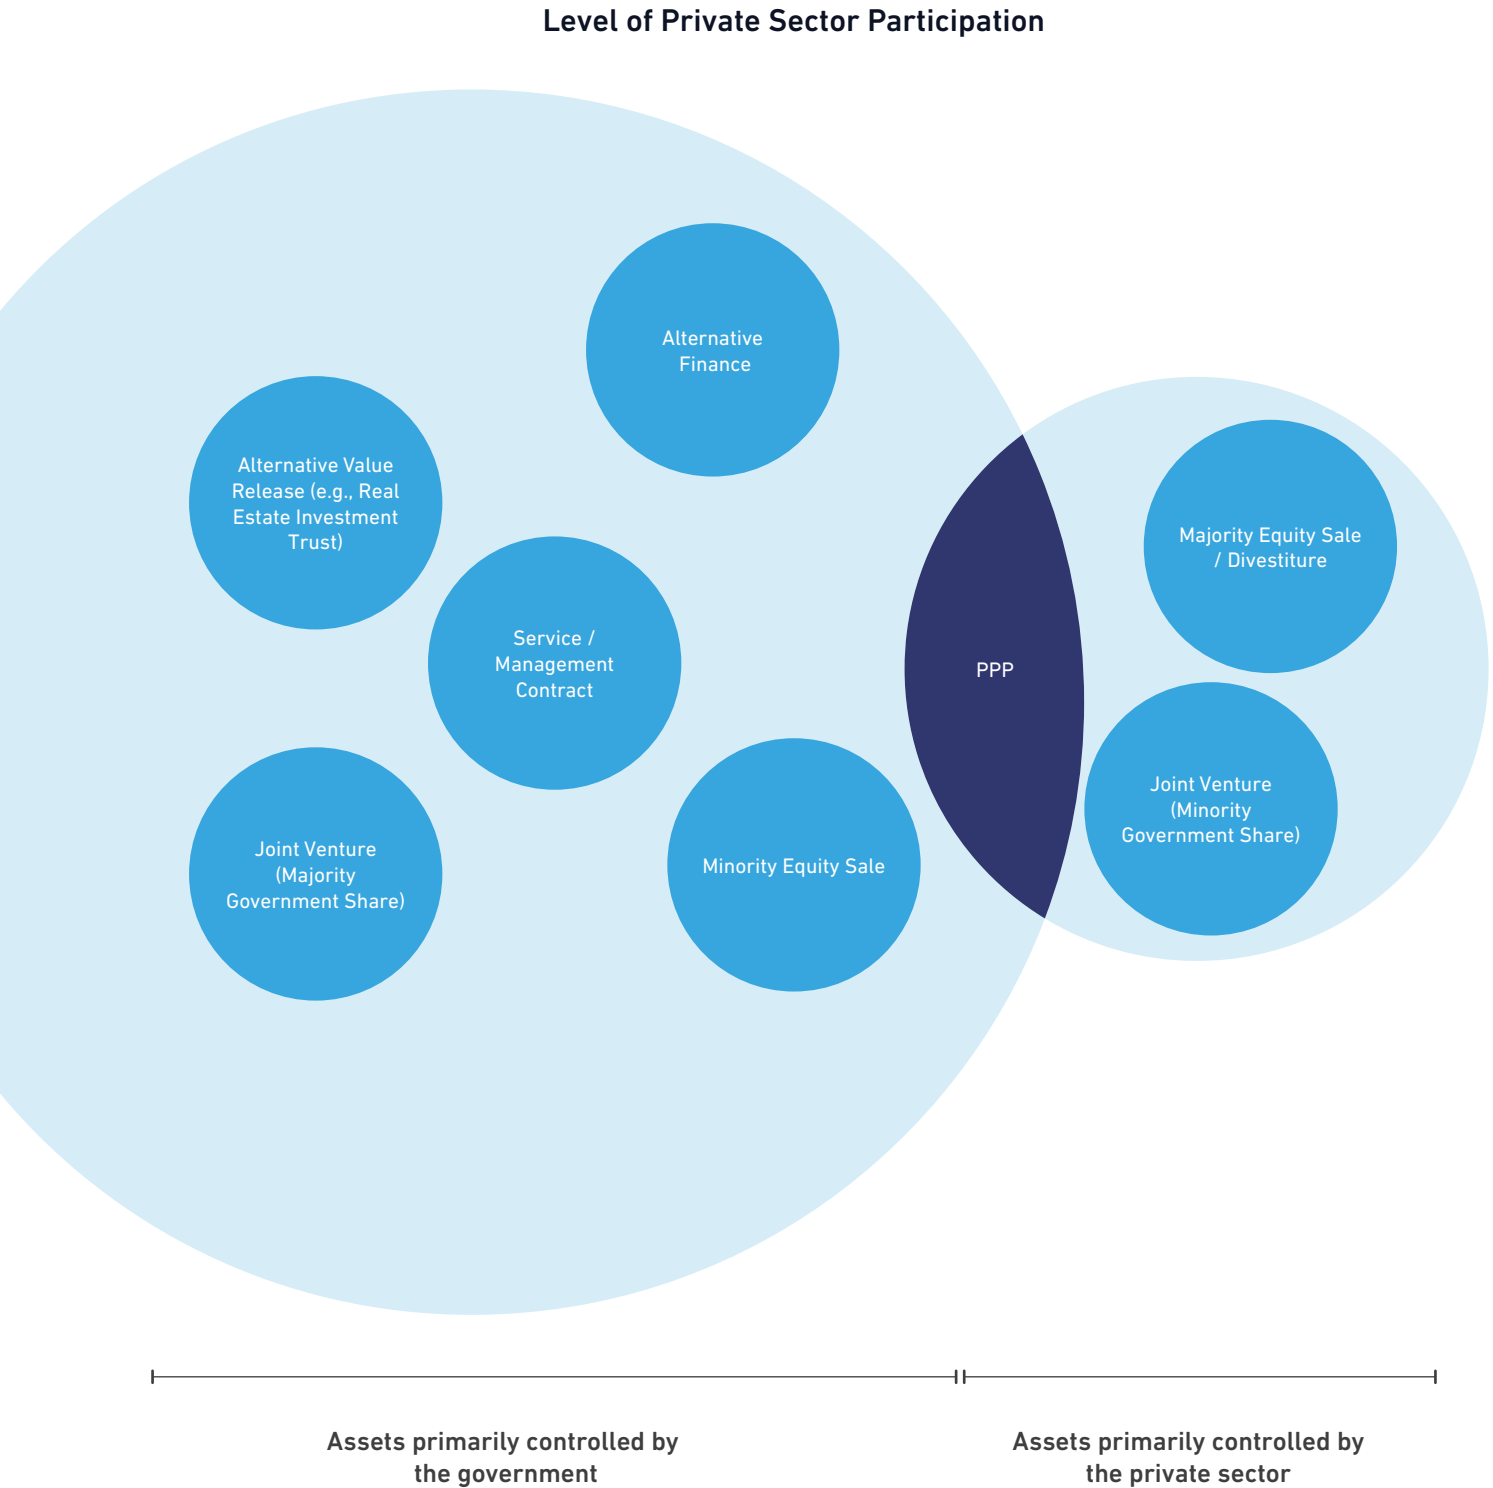 Level of Private Sector Participation
Alternative
Finance
Alternative Value
Release (e.g., Real
Estate Investment
Trust)
Service /
Management
Contract
Joint Venture
(Majority
Government Share)
Minority Equity Sale
PPP
Majority Equity Sale
/ Divestiture
Joint Venture
(Minority
Government Share)
Assets primarily controlled by
the government
Assets primarily controlled by
the private sector